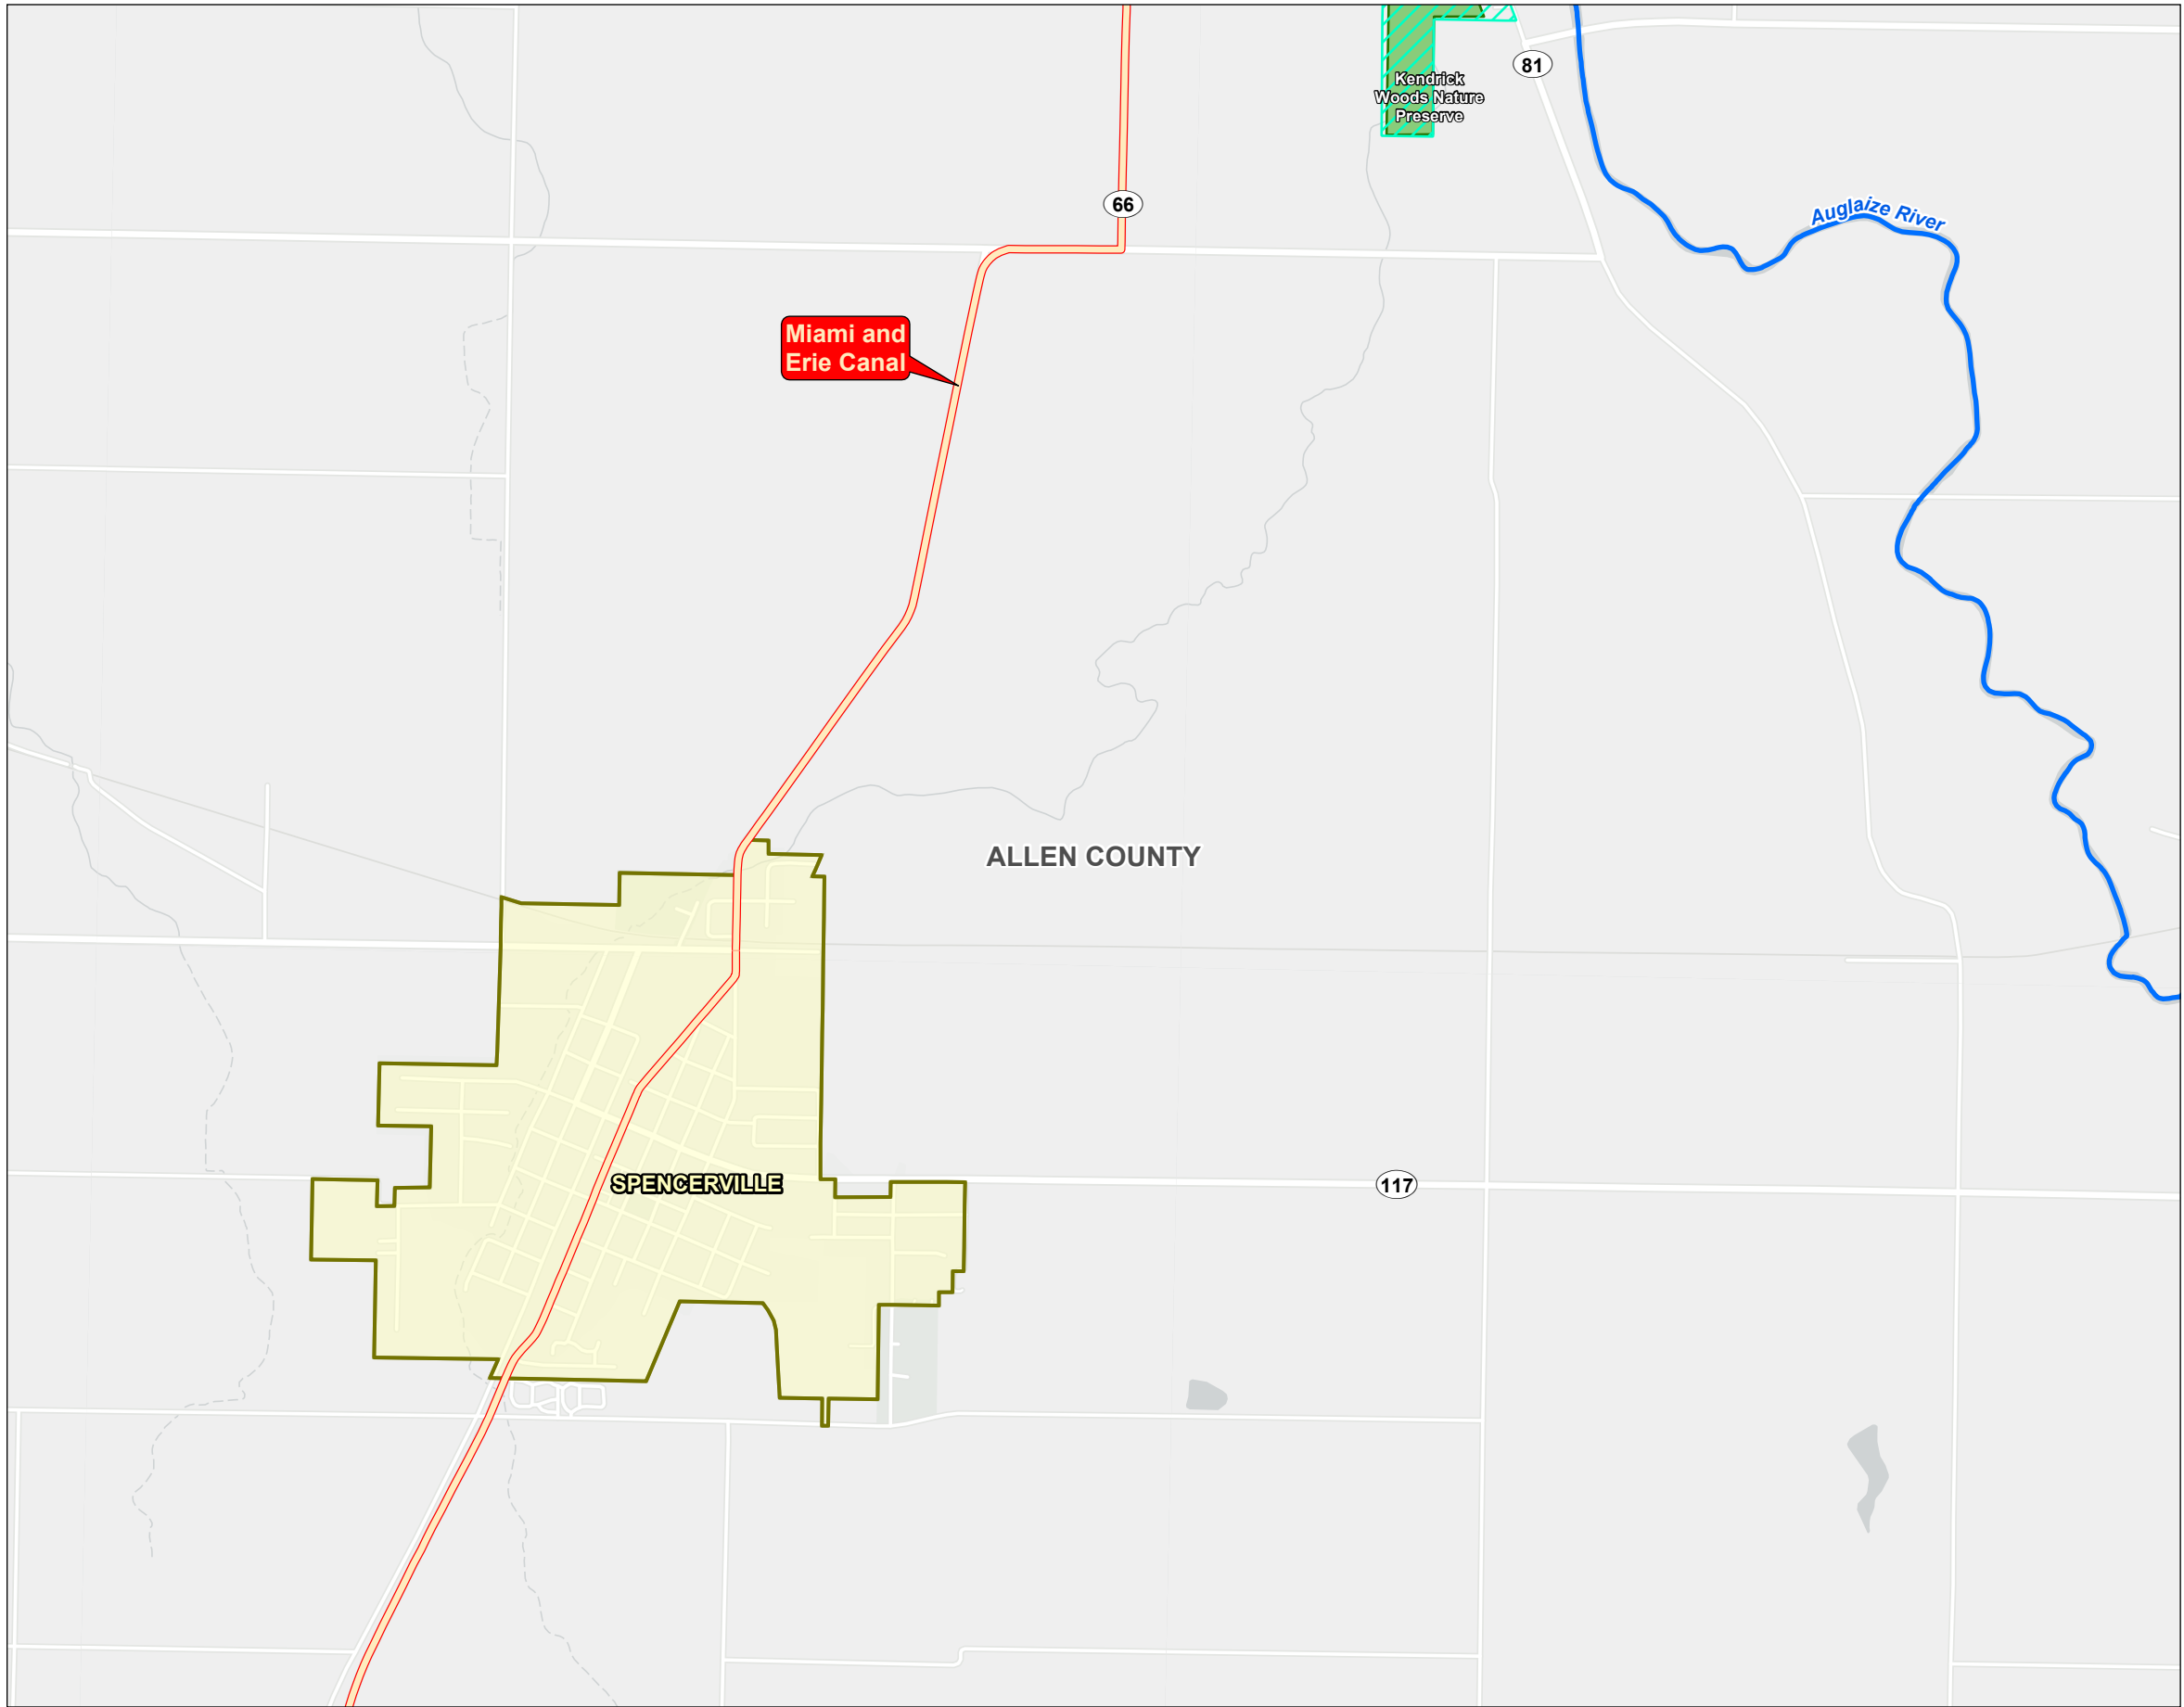 81
Kendrick
Woods Nature
Preserve
66
Auglaize River
Miami and
Erie Canal
ALLEN COUNTY
SPENCERVILLE
117